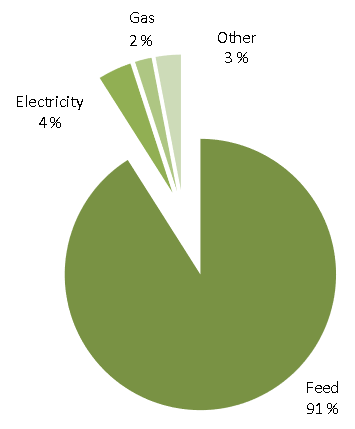 Gas
2 %
Other
3 %
Electricity
4 %
Feed
91 %